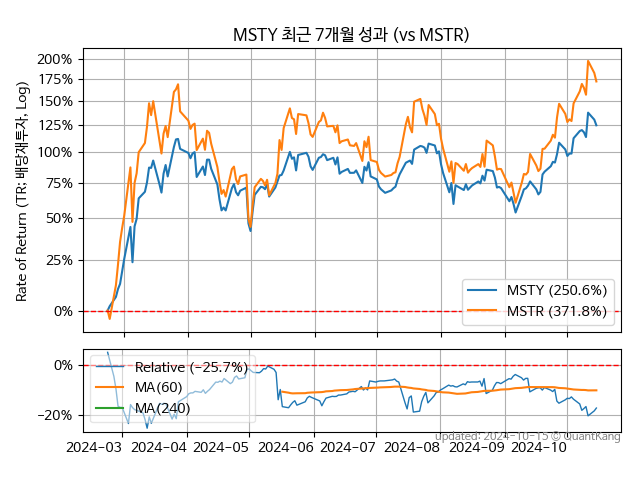 MSTY 최근 7개월 성과 (vs MSTR)
Rate of Return (TR; 배당재투자, Log)
200%
175%
150%
125%
100%
75%
50%
25%
0%
MSTY (250.6%)
MSTR (371.8%)
0%
−20%
Relative (−25.7%)
MA(60)
MA(240)
2024-03 2024-04 2024-05 2024-06 2024-07 2024-08 2024-09 2024-10
updated: 2024-10-15 © QuantKang